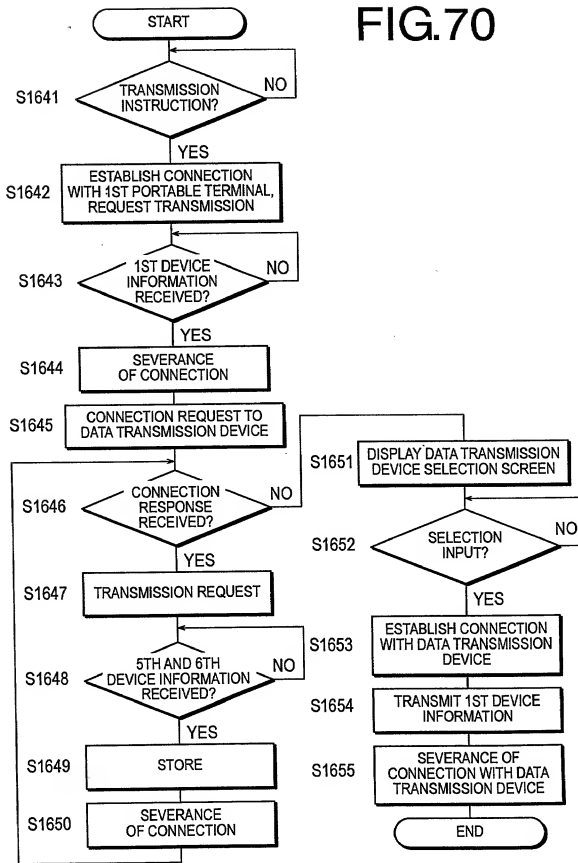 FIG.70
START
S1641
TRANSMISSION
INSTRUCTION?
NO
YES
S1642
ESTABLISH CONNECTION
WITH 1ST PORTABLE TERMINAL,
REQUEST TRANSMISSION
S1643
1ST DEVICE
INFORMATION
RECEIVED?
NO
YES
S1644
SEVERANCE
OF CONNECTION
S1645
CONNECTION REQUEST TO
DATA TRANSMISSION DEVICE
S1646
CONNECTION
RESPONSE
RECEIVED?
NO
YES
S1647
TRANSMISSION REQUEST
S1648
5TH AND 6TH
DEVICE INFORMATION
RECEIVED?
NO
YES
S1649
STORE
S1650
SEVERANCE
OF CONNECTION
S1651
DISPLAY DATA TRANSMISSION
DEVICE SELECTION SCREEN
S1652
SELECTION
INPUT?
NO
YES
S1653
ESTABLISH CONNECTION
WITH DATA TRANSMISSION
DEVICE
S1654
TRANSMIT 1ST DEVICE
INFORMATION
S1655
SEVERANCE OF
CONNECTION WITH DATA
TRANSMISSION DEVICE
END